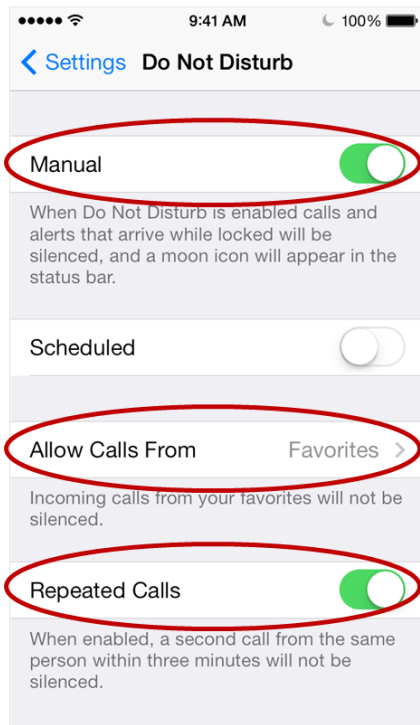 9:41 AM 100%
Settings Do Not Disturb
Manual
When Do Not Disturb is enabled calls and
alerts that arrive while locked will be
silenced, and a moon icon will appear in the
status bar.
Scheduled
Allow Calls From Favorites
Incoming calls from your favorites will not be
silenced.
Repeated Calls
When enabled, a second call from the same
person within three minutes will not be
silenced.